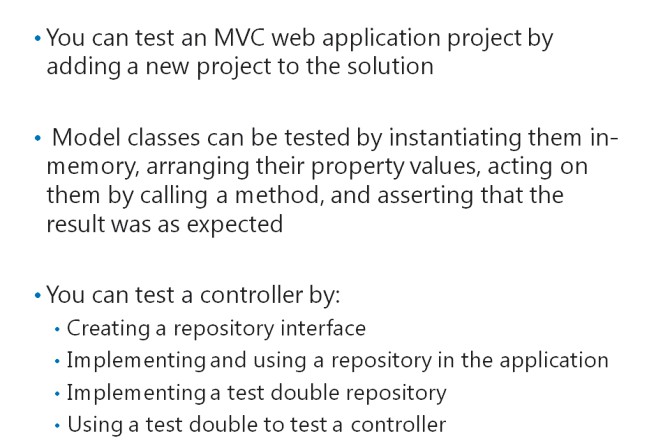 • You can test an MVC web application project by
adding a new project to the solution
• Model classes can be tested by instantiating them in-
memory, arranging their property values, acting on
them by calling a method, and asserting that the
result was as expected
• You can test a controller by:
• Creating a repository interface
• Implementing and using a repository in the application
• Implementing a test double repository
• Using a test double to test a controller